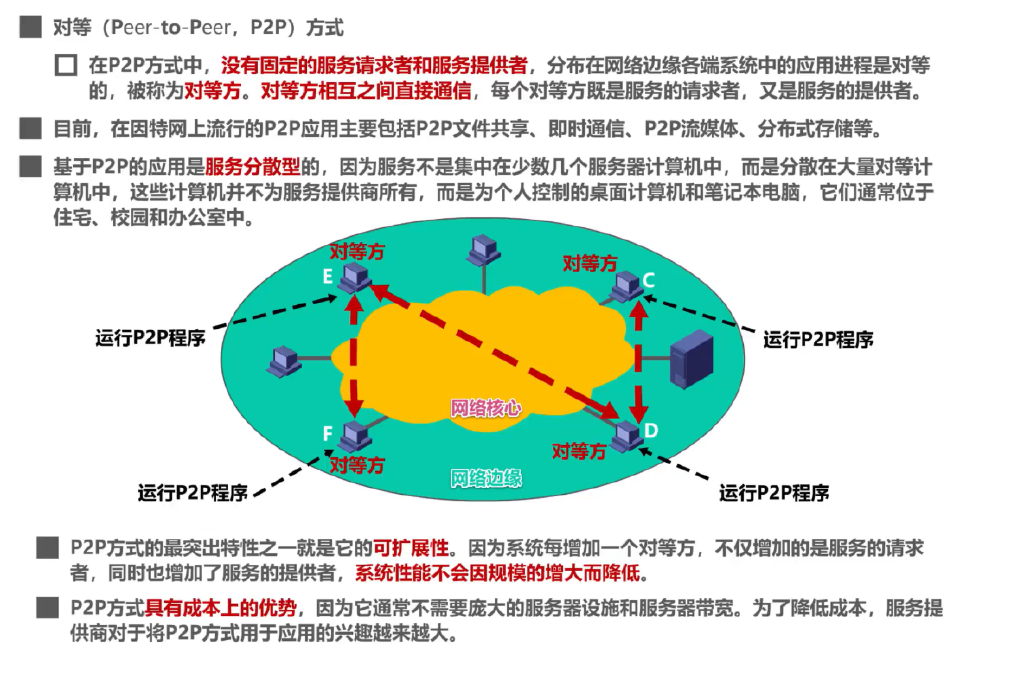 对等（Peer-to-Peer，P2P）方式
在P2P方式中，没有固定的服务请求者和服务提供者，分布在网络边缘各端系统中的应用进程是对等
的，被称为对等方。对等方相互之间直接通信，每个对等方既是服务的请求者，又是服务的提供者。
目前，在因特网上流行的P2P应用主要包括P2P文件共享、即时通信、P2P流媒体、分布式存储等。
基于P2P的应用是服务分散型的，因为服务不是集中在少数几个服务器计算机中，而是分散在大量对等计
算机中，这些计算机并不为服务提供商所有，而是为个人控制的桌面计算机和笔记本电脑，它们通常位于
住宅、校园和办公室中。
对等方
E
对等方
C
运行P2P程序
运行P2P程序
网络核心
F
对等方
D
对等方
网络边缘
运行P2P程序
运行P2P程序
P2P方式的最突出特性之一就是它的可扩展性。因为系统每增加一个对等方，不仅增加的是服务的请求
者，同时也增加了服务的提供者，系统性能不会因规模的增大而降低。
P2P方式具有成本上的优势，因为它通常不需要庞大的服务器设施和服务器带宽。为了降低成本，服务提
供商对于将P2P方式用于应用的兴趣越来越大。